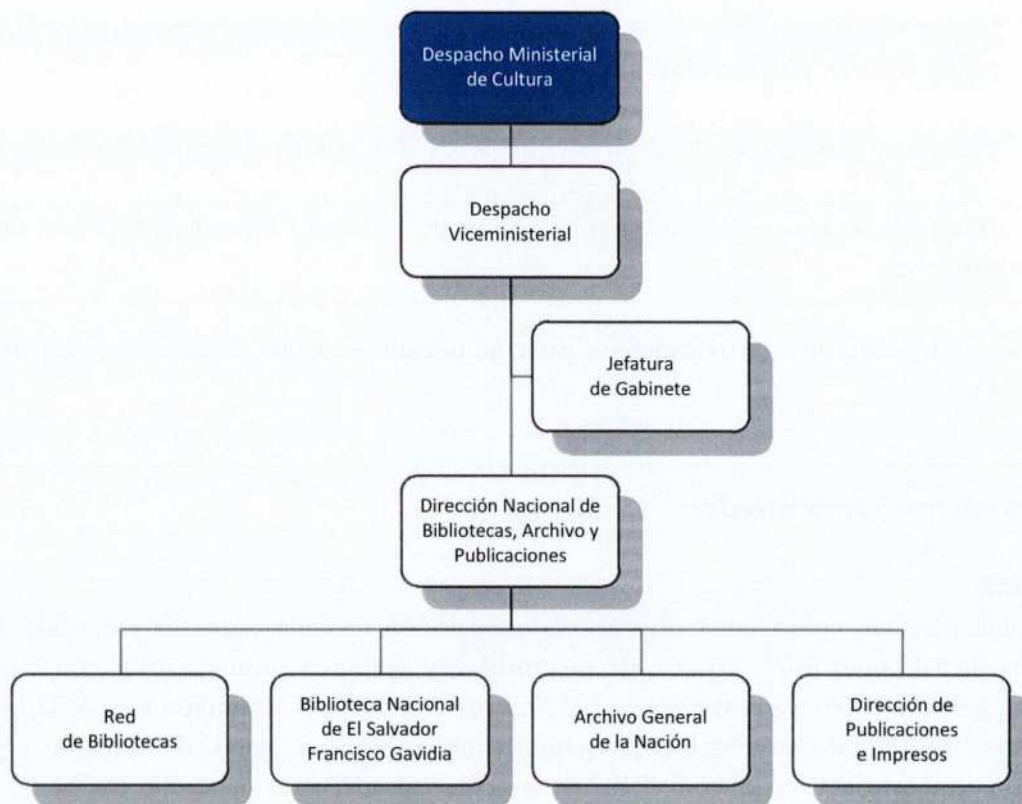 Despacho Ministerial
de Cultura
Despacho
Viceministerial
Jefatura
de Gabinete
Dirección Nacional de
Bibliotecas, Archivo y
Publicaciones
Red
de Bibliotecas
Biblioteca Nacional
de El Salvador
Francisco Gavidia
Archivo General
de la Nación
Dirección de
Publicaciones
e Impresos